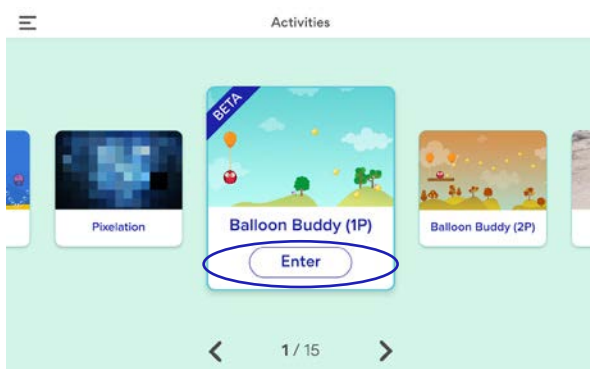 Activities
BETA
Pixelation
Balloon Buddy (1P)
Balloon Buddy (2P)
Enter
1 / 15